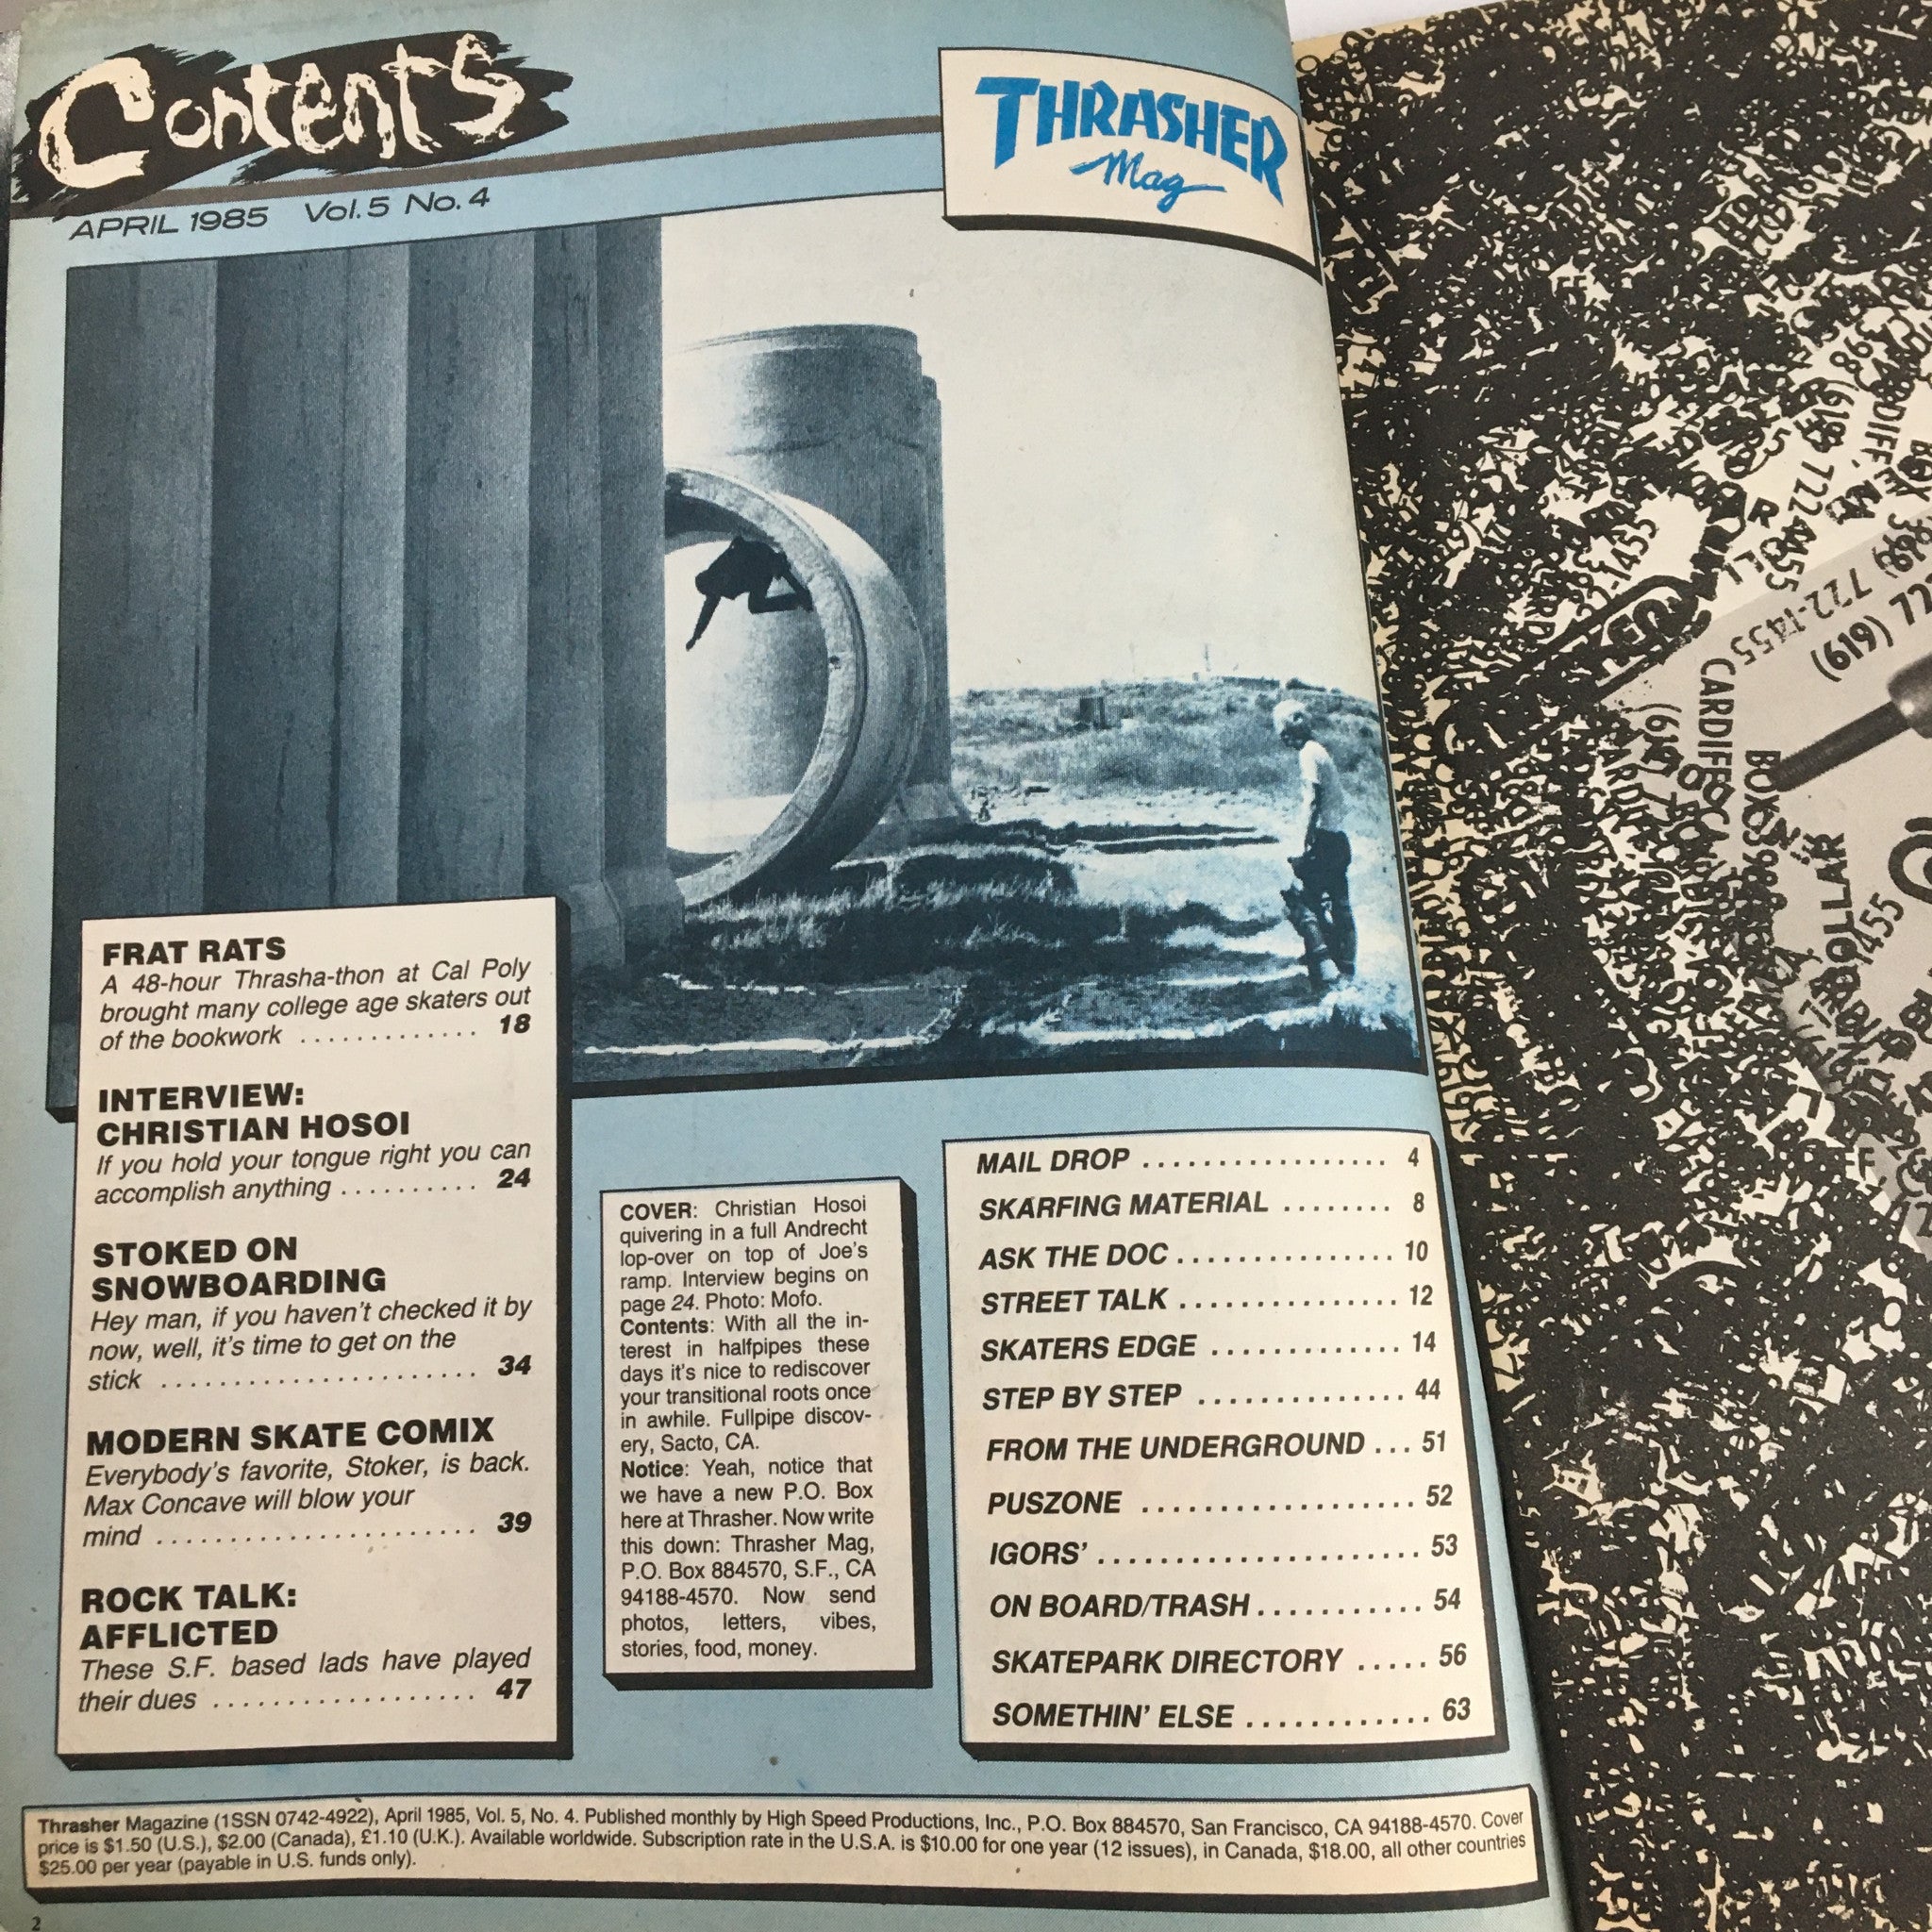 Contents
THRASHER
Mag
APRIL 1985 Vol. 5 No. 4
FRAT RATS
A 48-hour Thrasha-thon at Cal Poly
brought many college age skaters out
of the bookwork ............. 18
INTERVIEW:
CHRISTIAN HOSOI
If you hold your tongue right you can
accomplish anything .......... 24
STOKED ON
SNOWBOARDING
Hey man, if you haven't checked it by
now, well, it's time to get on the
stick ....................... 34
MODERN SKATE COMIX
Everybody's favorite, Stoker, is back.
Max Concave will blow your
mind ....................... 39
ROCK TALK:
AFFLICTED
These S.F. based lads have played
their dues ................... 47
COVER: Christian Hosoi
quivering in a full Andrecht
lop-over on top of Joe's
ramp. Interview begins on
page 24. Photo: Mofo.
Contents: With all the in-
terest in halfpipes these
days it's nice to rediscover
your transitional roots once
in awhile. Fullpipe discov-
ery, Sacto, CA.
Notice: Yeah, notice that
we have a new P.O. Box
here at Thrasher. Now write
this down: Thrasher Mag,
P.O. Box 884570, S.F., CA
94188-4570. Now send
photos, letters, vibes,
stories, food, money.
MAIL DROP ................. 4
SKARFING MATERIAL ........ 8
ASK THE DOC ............... 10
STREET TALK ............... 12
SKATERS EDGE ............. 14
STEP BY STEP .............. 44
FROM THE UNDERGROUND ... 51
PUSZONE ................... 52
IGORS' ...................... 53
ON BOARD/TRASH ........... 54
SKATEPARK DIRECTORY ..... 56
SOMETHIN' ELSE ............ 63
Thrasher Magazine (1SSN 0742-4922), April 1985, Vol. 5, No. 4. Published monthly by High Speed Productions, Inc., P.O. Box 884570, San Francisco, CA 94188-4570. Cover
price is $1.50 (U.S.), $2.00 (Canada), £1.10 (U.K.). Available worldwide. Subscription rate in the U.S.A. is $10.00 for one year (12 issues), in Canada, $18.00, all other countries
$25.00 per year (payable in U.S. funds only).
2
(619) 722-1455
CARDIFF
(619)
BOX